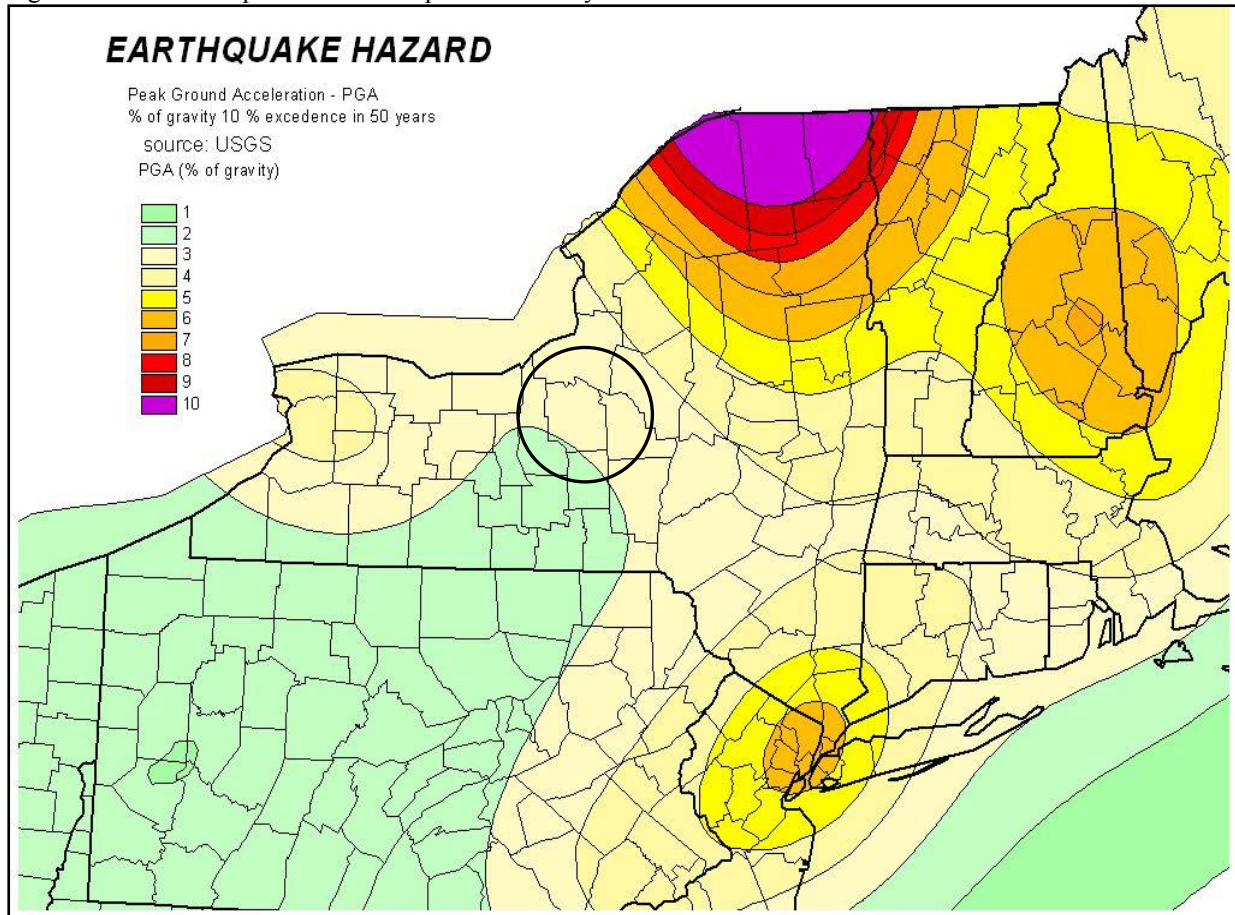 EARTHQUAKE HAZARD
Peak Ground Acceleration - PGA
% of gravity 10 % excedence in 50 years
source: USGS
PGA (% of gravity)
1
2
3
4
5
6
7
8
9
10